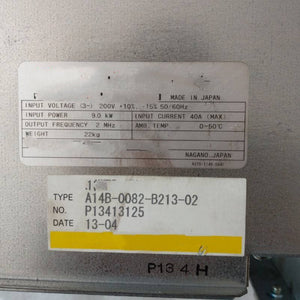 MADE IN JAPAN
INPUT VOLTAGE (3~) 200V +10%, -15% 50/60Hz
INPUT POWER 9.0 kW INPUT CURRENT 40A (MAX)
OUTPUT FREQUENCY 2 MHz AMB. TEMP 0~50℃
WEIGHT 22kg
NAGANO, JAPAN
TYPE A14B-0082-B213-02
NO. P13413125
DATE 13-04
P13 4 H